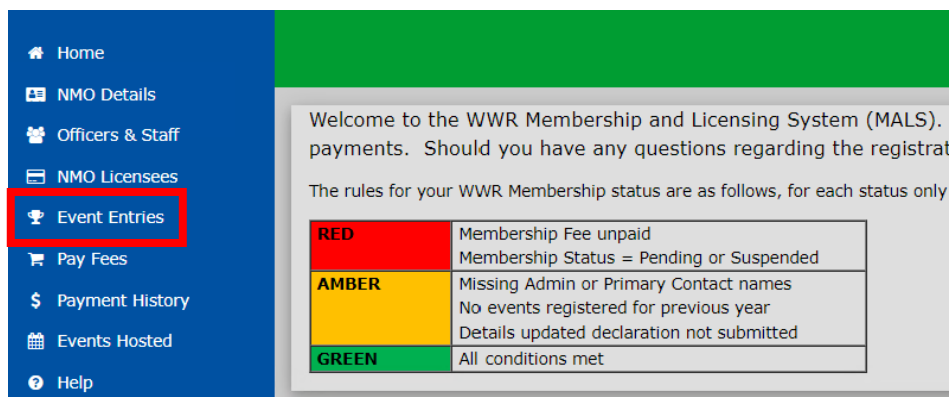 Home
NMO Details
Officers & Staff
NMO Licensees
Event Entries
Pay Fees
Payment History
Events Hosted
Help
Welcome to the WWR Membership and Licensing System (MALS).
payments. Should you have any questions regarding the registrat
The rules for your WWR Membership status are as follows, for each status only
RED Membership Fee unpaid
Membership Status = Pending or Suspended
AMBER Missing Admin or Primary Contact names
No events registered for previous year
Details updated declaration not submitted
GREEN All conditions met